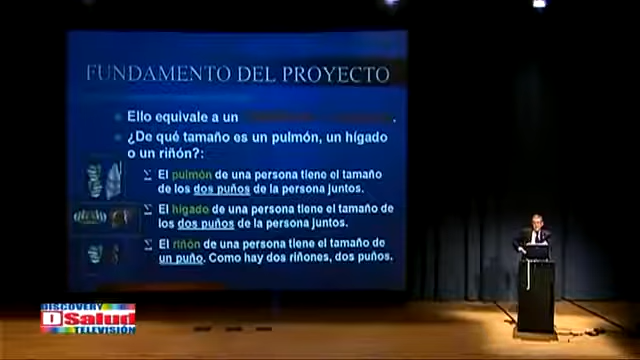 FUNDAMENTO DEL PROYECTO
Ello equivale a un .
¿De qué tamaño es un pulmón, un hígado
o un riñón?:
Σ El pulmón de una persona tiene el tamaño
de los dos puños de la persona juntos.
Σ El hígado de una persona tiene el tamaño de
los dos puños de la persona juntos.
Σ El riñón de una persona tiene el tamaño de
un puño. Como hay dos riñones, dos puños.
DISCOVERY
DSalud
TELEVISIÓN